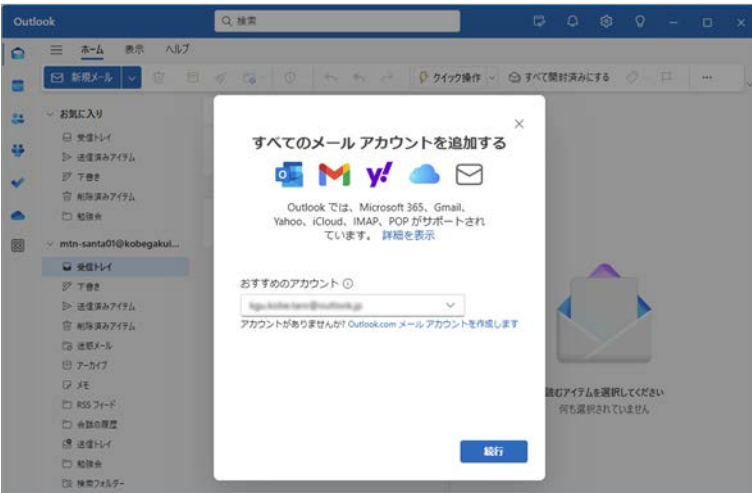 Outlook
検索
ホーム 表示 ヘルプ
新規メール
クイック操作
すべて開封済みにする
お気に入り
受信トレイ
送信済みアイテム
下書き
削除済みアイテム
勉強会
mtn-santa01@kobegakui...
受信トレイ
下書き
送信済みアイテム
削除済みアイテム
迷惑メール
アーカイブ
メモ
RSS フィード
会話の履歴
送信トレイ
勉強会
検索フォルダー
すべてのメール アカウントを追加する
Outlook では、Microsoft 365、Gmail、
Yahoo、iCloud、IMAP、POP がサポートされ
ています。 詳細を表示
おすすめのアカウント
アカウントがありませんか? Outlook.com メール アカウントを作成します
続行
読むアイテムを選択してください
何も選択されていません